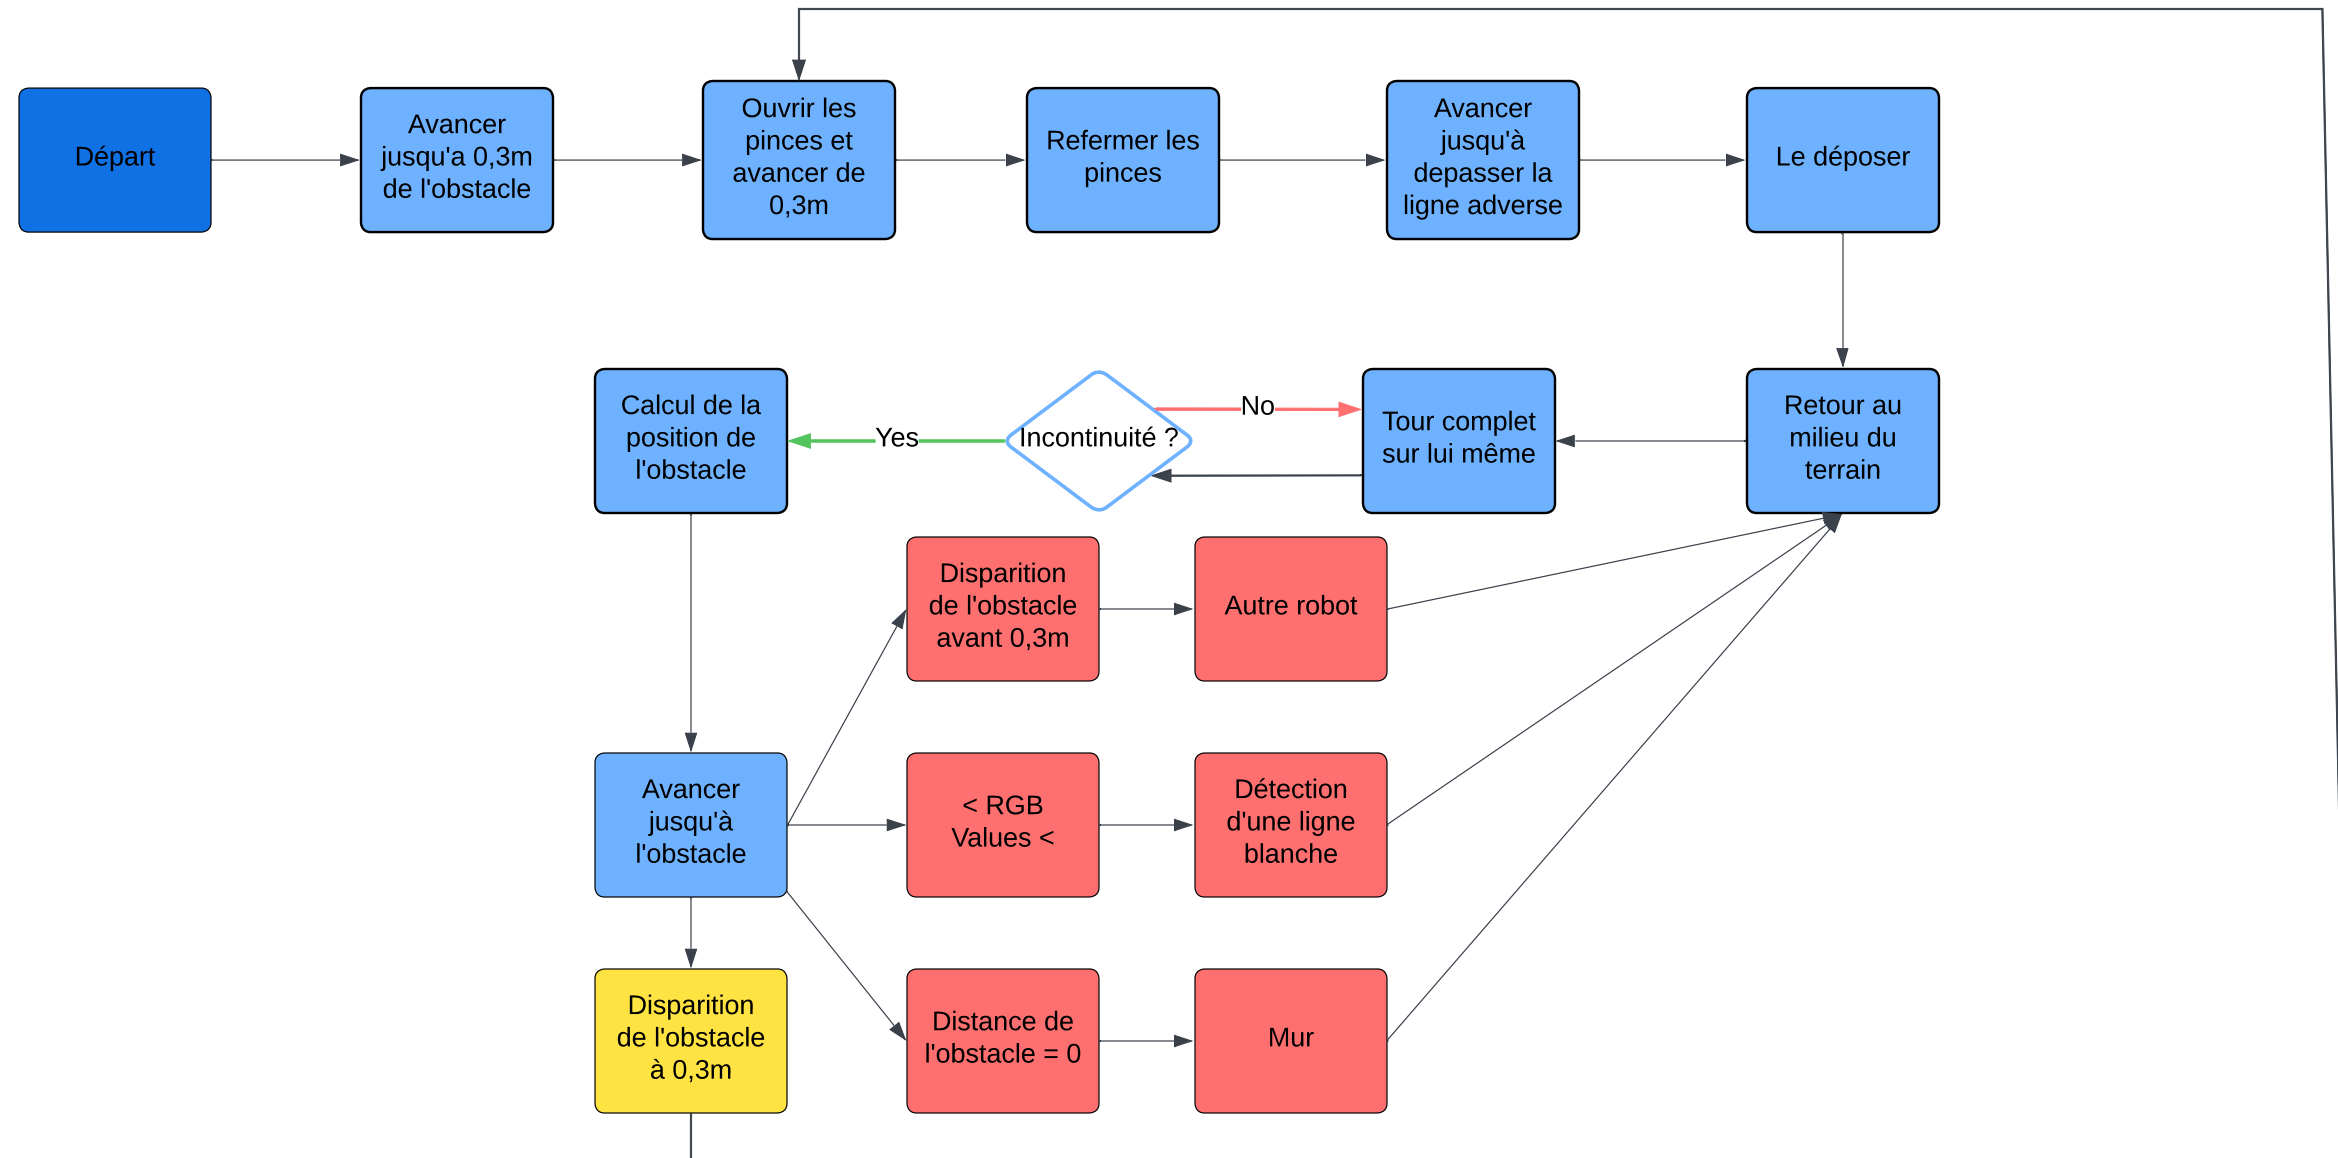 Départ
Avancer
jusqu'a 0,3m
de l'obstacle
Ouvrir les
pinces et
avancer de
0,3m
Refermer les
pinces
Avancer
jusqu'à
depasser la
ligne adverse
Le déposer
Calcul de la
position de
l'obstacle
Yes
Incontinuité ?
No
Tour complet
sur lui même
Retour au
milieu du
terrain
Disparition
de l'obstacle
avant 0,3m
Autre robot
Avancer
jusqu'à
l'obstacle
< RGB
Values <
Détection
d'une ligne
blanche
Disparition
de l'obstacle
à 0,3m
Distance de
l'obstacle = 0
Mur